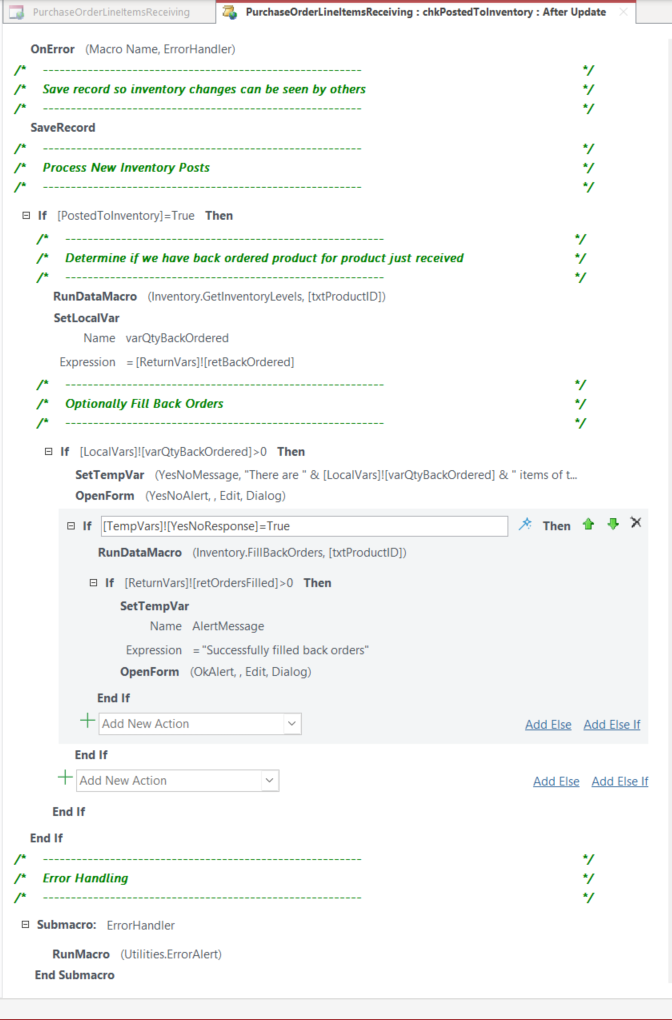 PurchaseOrderLineItemsReceiving
PurchaseOrderLineItemsReceiving : chkPostedToInventory : After Update
OnError (Macro Name, ErrorHandler)
/* -------------------------------------------------------- */
/* Save record so inventory changes can be seen by others */
/* -------------------------------------------------------- */
SaveRecord
/* -------------------------------------------------------- */
/* Process New Inventory Posts */
/* -------------------------------------------------------- */
If [PostedToInventory]=True Then
/* -------------------------------------------------------- */
/* Determine if we have back ordered product for product just received */
/* -------------------------------------------------------- */
RunDataMacro (Inventory.GetInventoryLevels, [txtProductID])
SetLocalVar
Name varQtyBackOrdered
Expression = [ReturnVars]![retBackOrdered]
/* -------------------------------------------------------- */
/* Optionally Fill Back Orders */
/* -------------------------------------------------------- */
If [LocalVars]![varQtyBackOrdered]>0 Then
SetTempVar (YesNoMessage, "There are " & [LocalVars]![varQtyBackOrdered] & " items of t...
OpenForm (YesNoAlert, , Edit, Dialog)
If [TempVars]![YesNoResponse]=True Then
RunDataMacro (Inventory.FillBackOrders, [txtProductID])
If [ReturnVars]![retOrdersFilled]>0 Then
SetTempVar
Name AlertMessage
Expression = "Successfully filled back orders"
OpenForm (OkAlert, , Edit, Dialog)
End If
Add New Action Add Else Add Else If
End If
Add New Action Add Else Add Else If
End If
End If
/* -------------------------------------------------------- */
/* Error Handling */
/* -------------------------------------------------------- */
Submacro: ErrorHandler
RunMacro (Utilities.ErrorAlert)
End Submacro